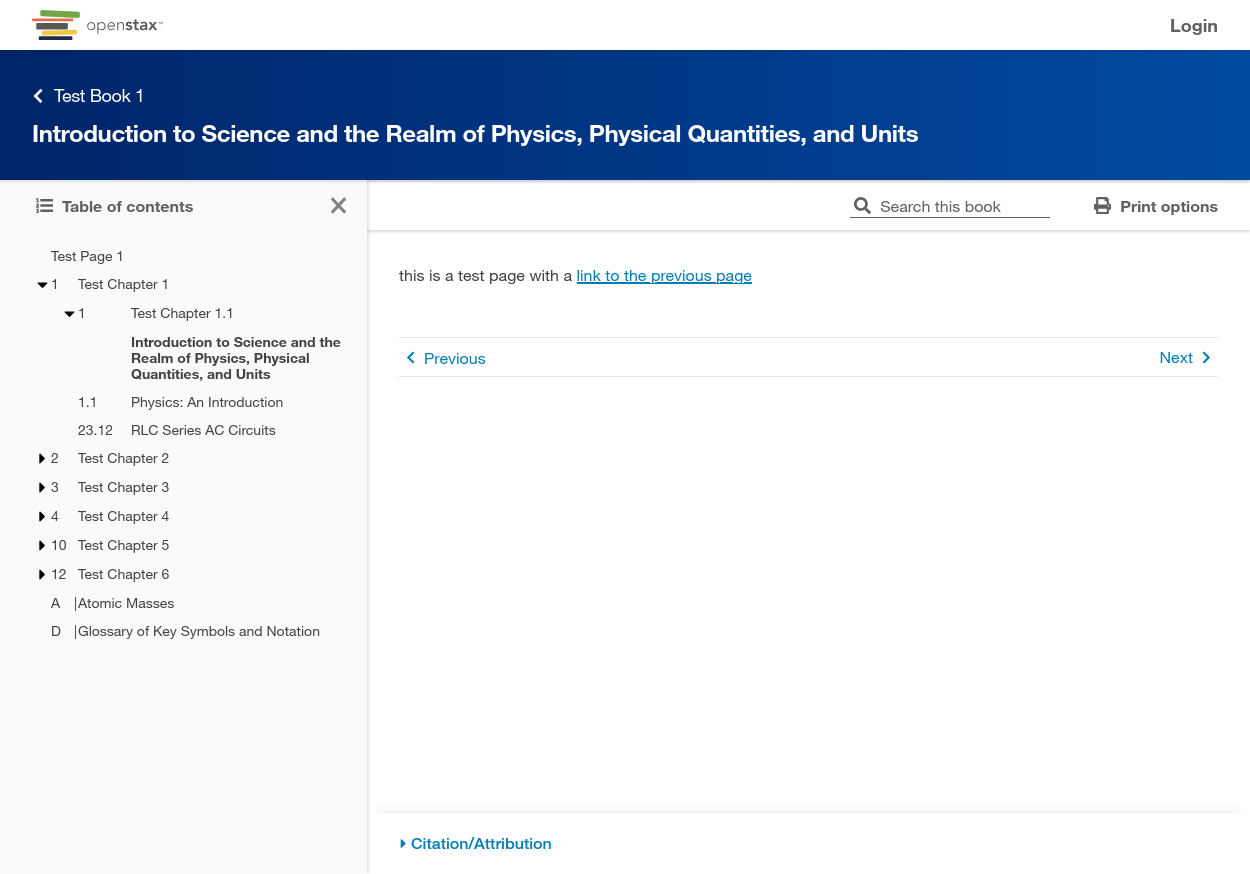 openstax™
Login
Test Book 1
Introduction to Science and the Realm of Physics, Physical Quantities, and Units
Table of contents
Search this book
Print options
Test Page 1
1 Test Chapter 1
1 Test Chapter 1.1
Introduction to Science and the
Realm of Physics, Physical
Quantities, and Units
1.1 Physics: An Introduction
23.12 RLC Series AC Circuits
2 Test Chapter 2
3 Test Chapter 3
4 Test Chapter 4
10 Test Chapter 5
12 Test Chapter 6
A |Atomic Masses
D |Glossary of Key Symbols and Notation
this is a test page with a link to the previous page
Previous
Next
Citation/Attribution